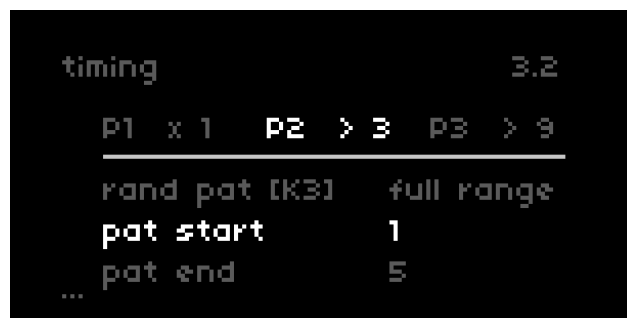 timing 3.2
P1 x 1 P2 > 3 P3 > 9
rand pat [K3] full range
pat start 1
pat end 5
...